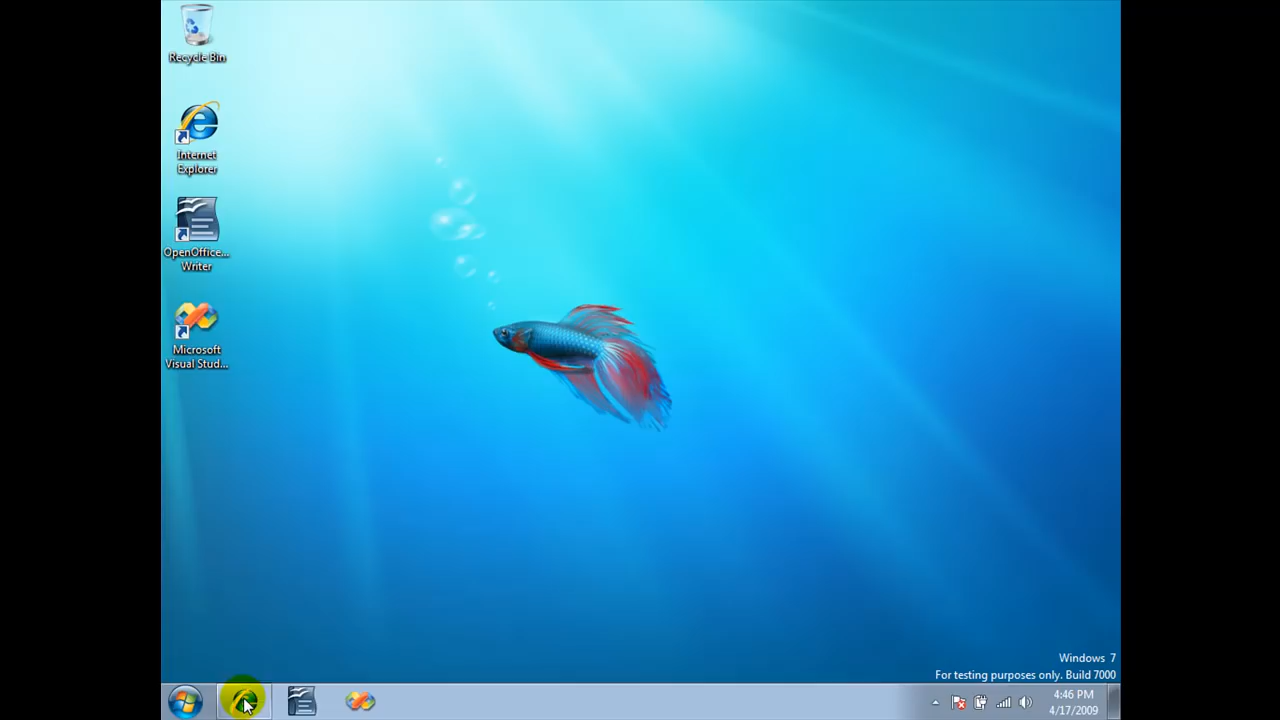 Recycle Bin
Internet
Explorer
OpenOffice...
Writer
Microsoft
Visual Stud...
Windows 7
For testing purposes only. Build 7000
4:46 PM
4/17/2009